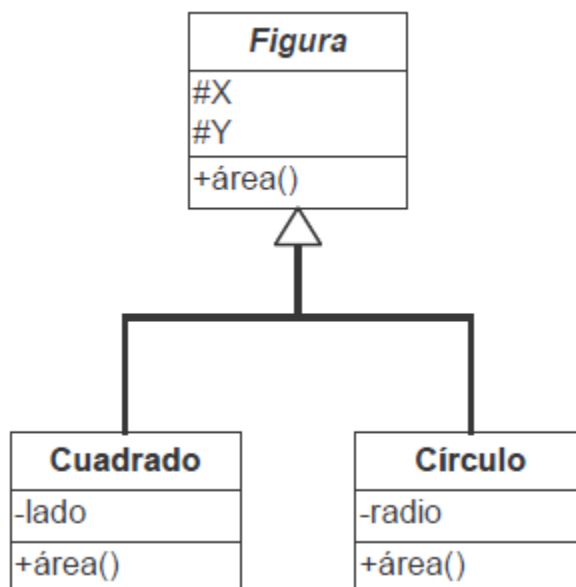 Figura
#X
#Y
+área()
Cuadrado
-lado
+área()
Círculo
-radio
+área()